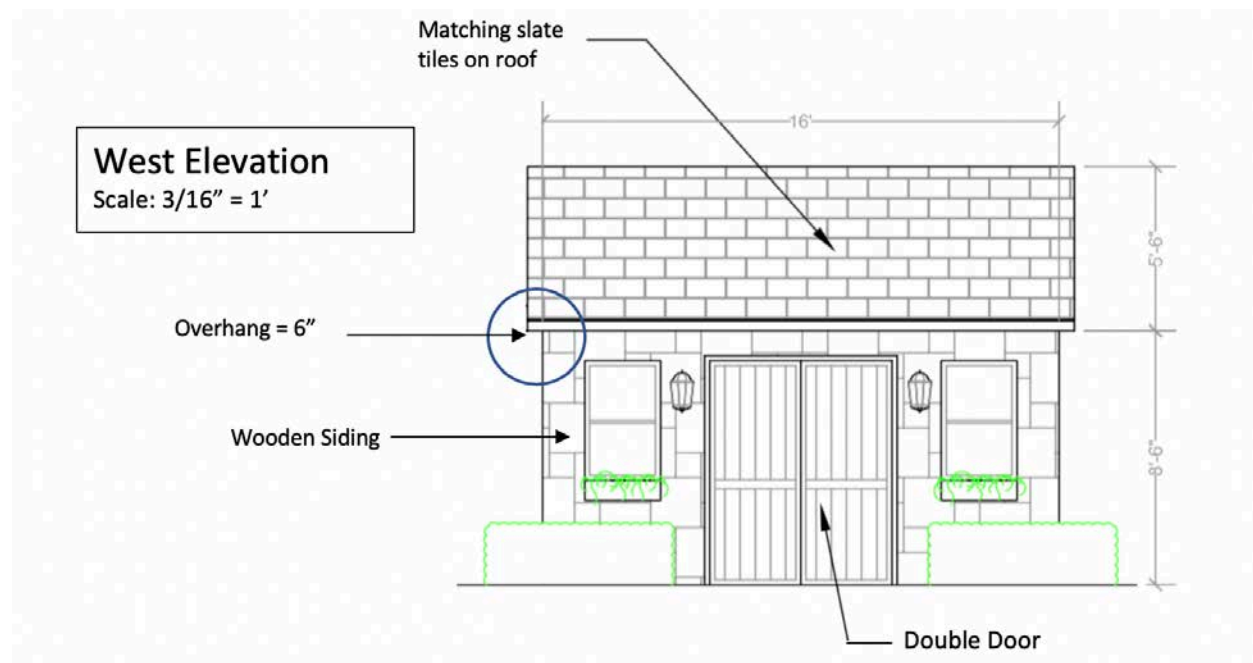 Matching slate
tiles on roof
16'
West Elevation
Scale: 3/16” = 1’
5'-6"
Overhang = 6”
Wooden Siding
8'-6"
Double Door